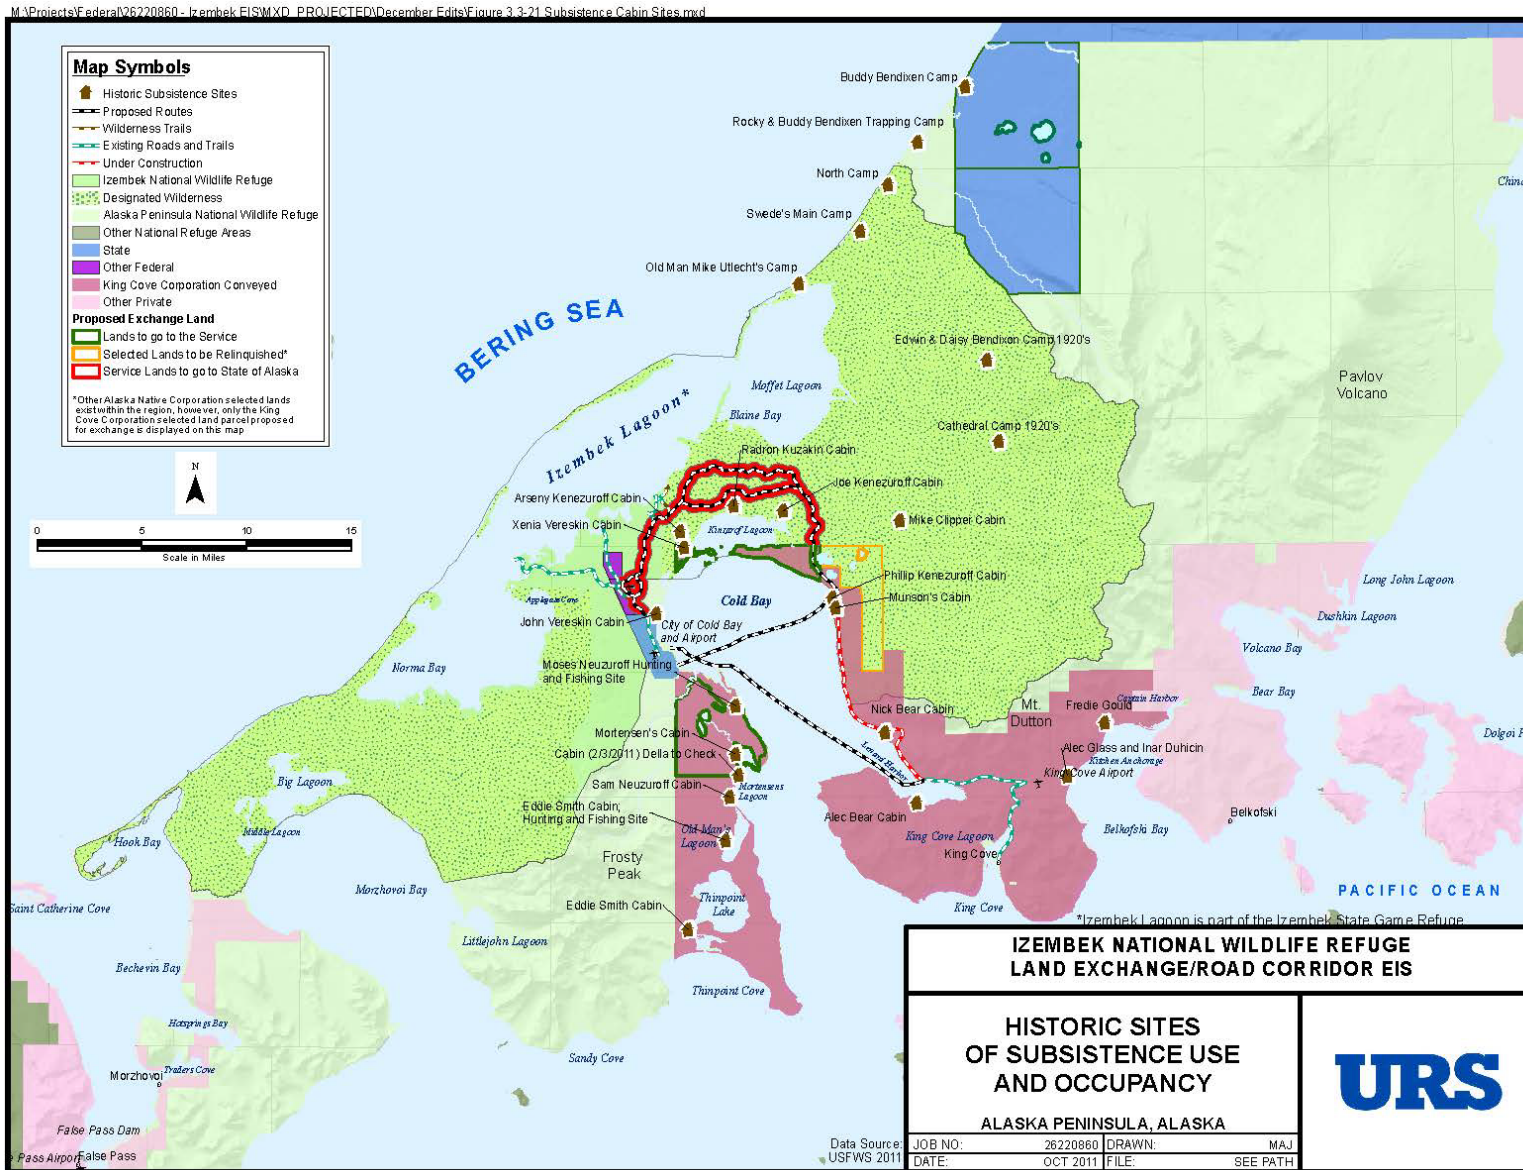 M:\Projects\Federal\26220860 - Izembek EIS\MXD_PROJECTED\December Edits\Figure 3.3-21 Subsistence Cabin Sites.mxd
Map Symbols
Historic Subsistence Sites
Proposed Routes
Wilderness Trails
Existing Roads and Trails
Under Construction
Izembek National Wildlife Refuge
Designated Wilderness
Alaska Peninsula National Wildlife Refuge
Other National Refuge Areas
State
Other Federal
King Cove Corporation Conveyed
Other Private
Proposed Exchange Land
Lands to go to the Service
Selected Lands to be Relinquished*
Service Lands to go to State of Alaska
*Other Alaska Native Corporation selected lands
exist within the region, however, only the King
Cove Corporation selected land parcel proposed
for exchange is displayed on this map
N
0 5 10 15
Scale in Miles
Buddy Bendixen Camp
Rocky & Buddy Bendixen Trapping Camp
North Camp
Swede's Main Camp
Old Man Mike Utlecht's Camp
BERING SEA
Edwin & Daisy Bendixon Camp 1920's
Moffet Lagoon
Pavlov
Volcano
Izembek Lagoon*
Blaine Bay
Cathedral Camp 1920's
Radron Kuzakin Cabin
Joe Kenezuroff Cabin
Arseny Kenezuroff Cabin
Xenia Vereskin Cabin
Kinzarof Lagoon
Mike Clipper Cabin
Phillip Kenezuroff Cabin
Munson's Cabin
Applegate Cove
Cold Bay
John Vereskin Cabin
City of Cold Bay
and Airport
Long John Lagoon
Dushkin Lagoon
Volcano Bay
Bear Bay
Norma Bay
Moses Neuzuroff Hunting
and Fishing Site
Nick Bear Cabin
Mt.
Dutton
Fredie Gould
Captain Harbor
Mortensen's Cabin
Cabin (2/3/2011) Della to Check
Lenard Harbor
Alec Glass and Inar Duhicin
Kitchen Anchorage
King Cove Airport
Big Lagoon
Sam Neuzuroff Cabin
Mortensens
Lagoon
Eddie Smith Cabin,
Hunting and Fishing Site
Alec Bear Cabin
Belkofski
Middle Lagoon
Hook Bay
Old Man's
Lagoon
King Cove Lagoon
Belkofski Bay
King Cove
Frosty
Peak
Morzhovoi Bay
PACIFIC OCEAN
Saint Catherine Cove
Eddie Smith Cabin
Thinpoint
Lake
King Cove
*Izembek Lagoon is part of the Izembek State Game Refuge
Littlejohn Lagoon
Bechevin Bay
Thinpoint Cove
Hotsprings Bay
Sandy Cove
Traders Cove
Morzhovoi
False Pass Dam
Pass Airport
False Pass
IZEMBEK NATIONAL WILDLIFE REFUGE
LAND EXCHANGE/ROAD CORRIDOR EIS
HISTORIC SITES
OF SUBSISTENCE USE
AND OCCUPANCY
ALASKA PENINSULA, ALASKA
URS
Data Source:
USFWS 2011
JOB NO: 26220860 DRAWN: MAJ
DATE: OCT 2011 FILE: SEE PATH